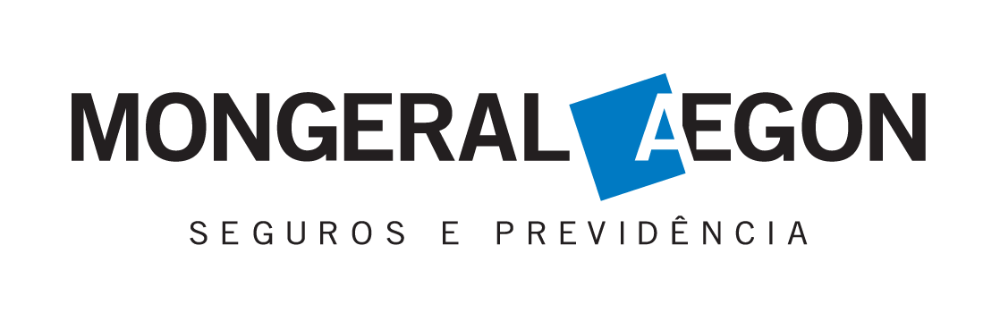 MONGERAL AEGON
SEGUROS E PREVIDÊNCIA